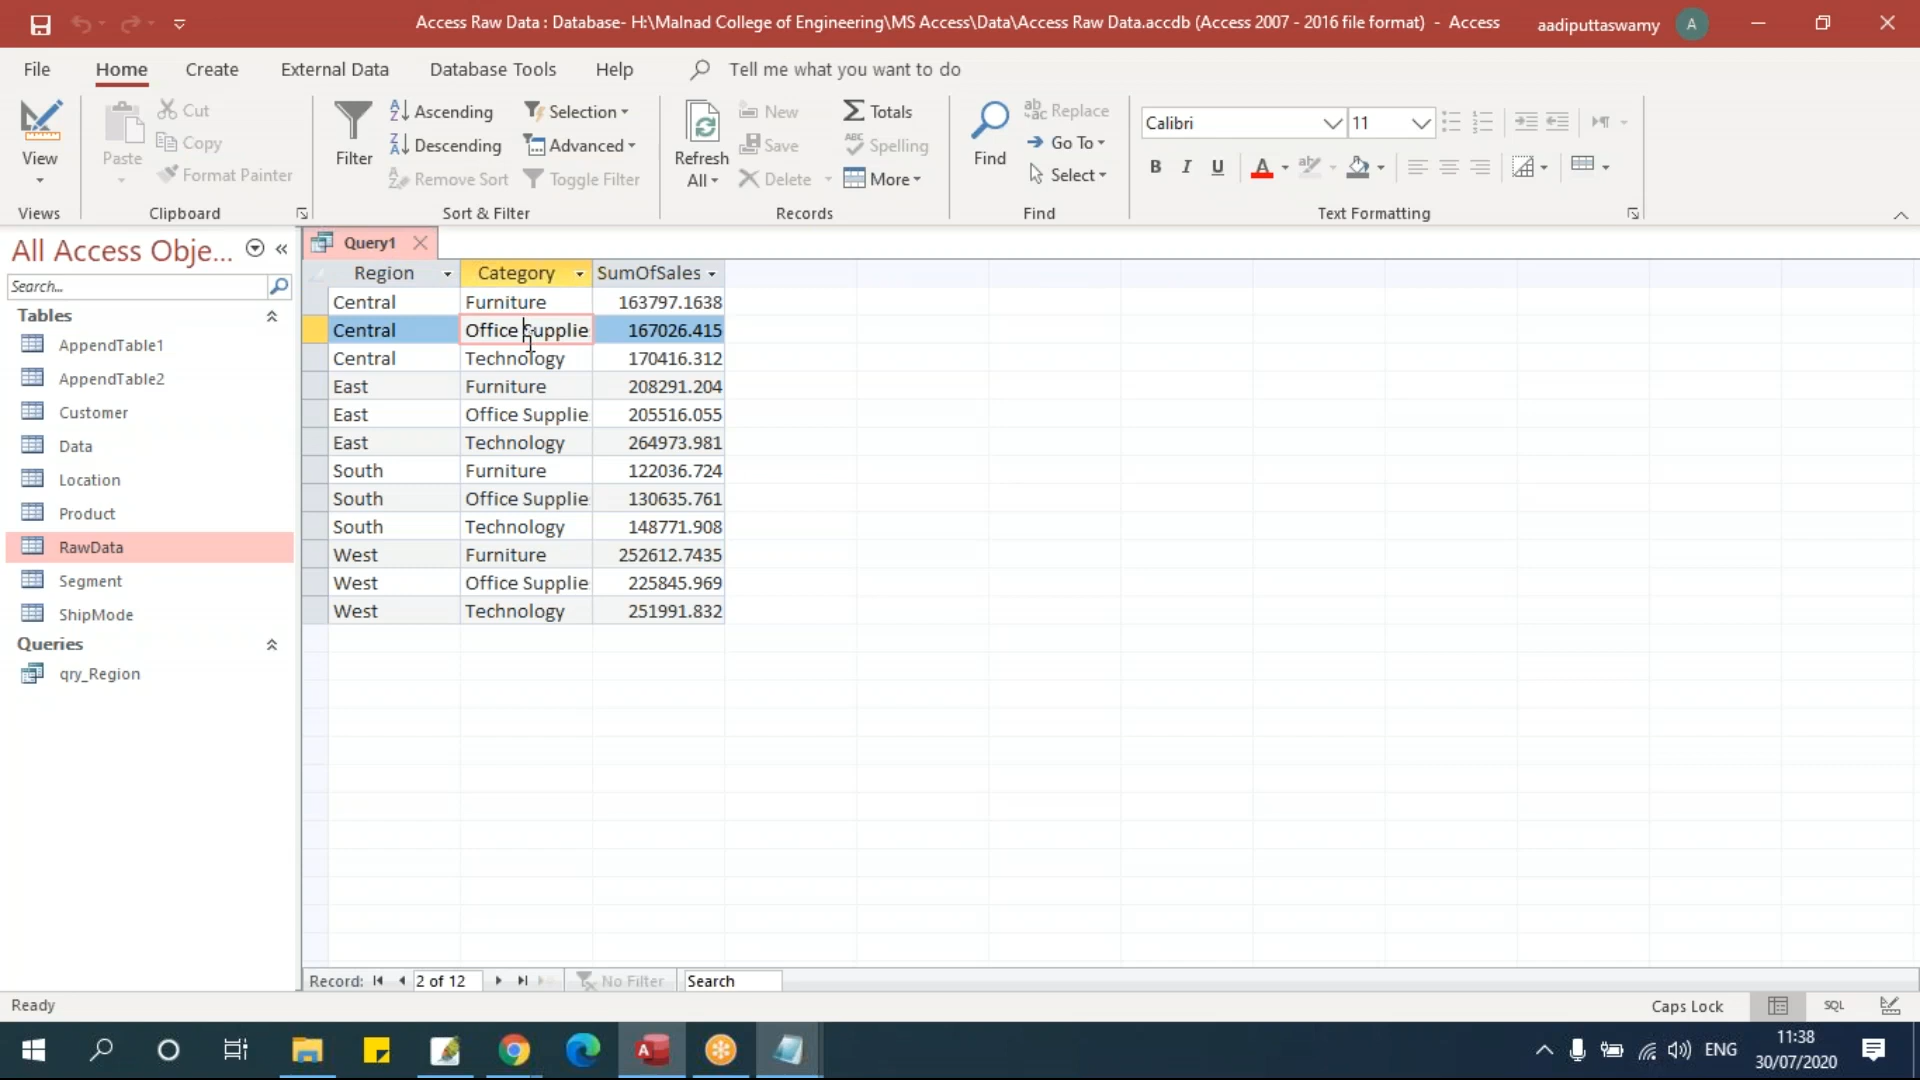 Access Raw Data : Database- H:\Malnad College of Engineering\MS Access\Data\Access Raw Data.accdb (Access 2007 - 2016 file format) - Access
aadiputtaswamy
A
File Home Create External Data Database Tools Help Tell me what you want to do
View
Views
Paste
Cut
Copy
Format Painter
Clipboard
Filter
Ascending
Descending
Remove Sort
Selection
Advanced
Toggle Filter
Sort & Filter
Refresh All
New
Save
Delete
Totals
Spelling
More
Records
Find
Replace
Go To
Select
Find
Calibri 11
B I U
Text Formatting
All Access Obje...
Search...
Tables
AppendTable1
AppendTable2
Customer
Data
Location
Product
RawData
Segment
ShipMode
Queries
qry_Region
Query1
Region Category SumOfSales
Central Furniture 163797.1638
Central Office Supplie 167026.415
Central Technology 170416.312
East Furniture 208291.204
East Office Supplie 205516.055
East Technology 264973.981
South Furniture 122036.724
South Office Supplie 130635.761
South Technology 148771.908
West Furniture 252612.7435
West Office Supplie 225845.969
West Technology 251991.832
Record: 2 of 12 No Filter Search
Ready
Caps Lock SQL
ENG
11:38
30/07/2020